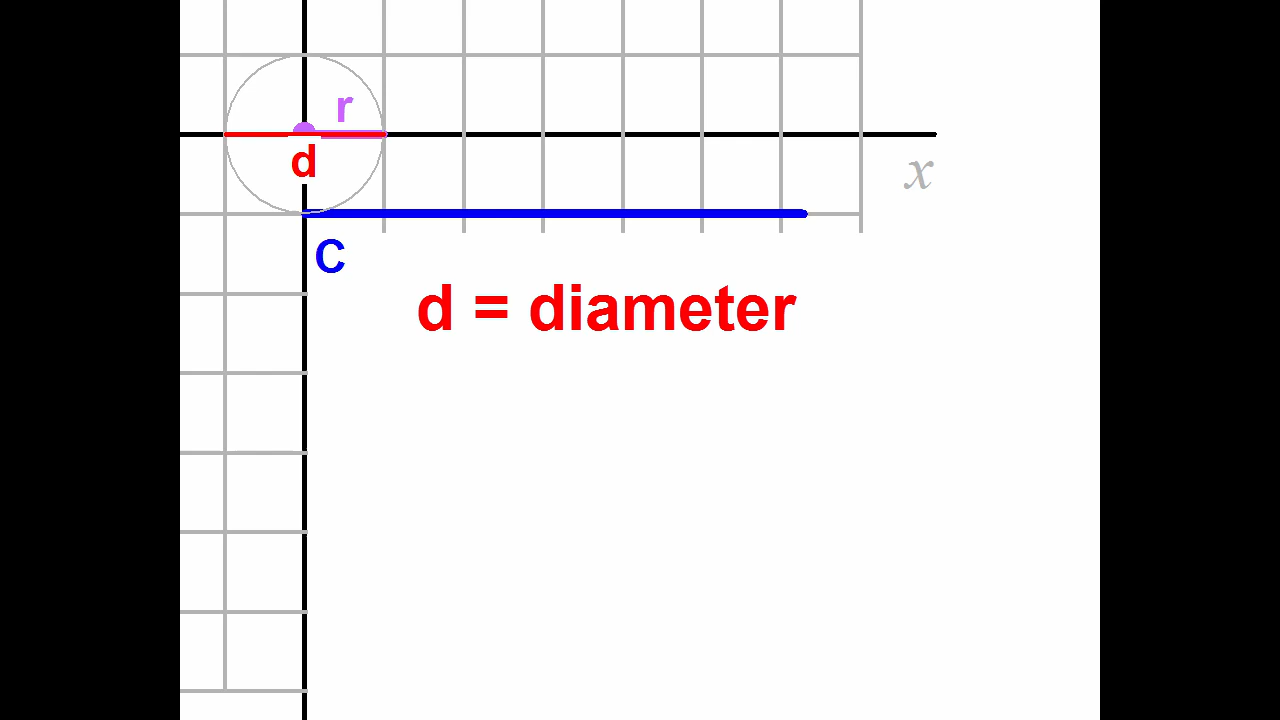 r
d
x
C
d = diameter